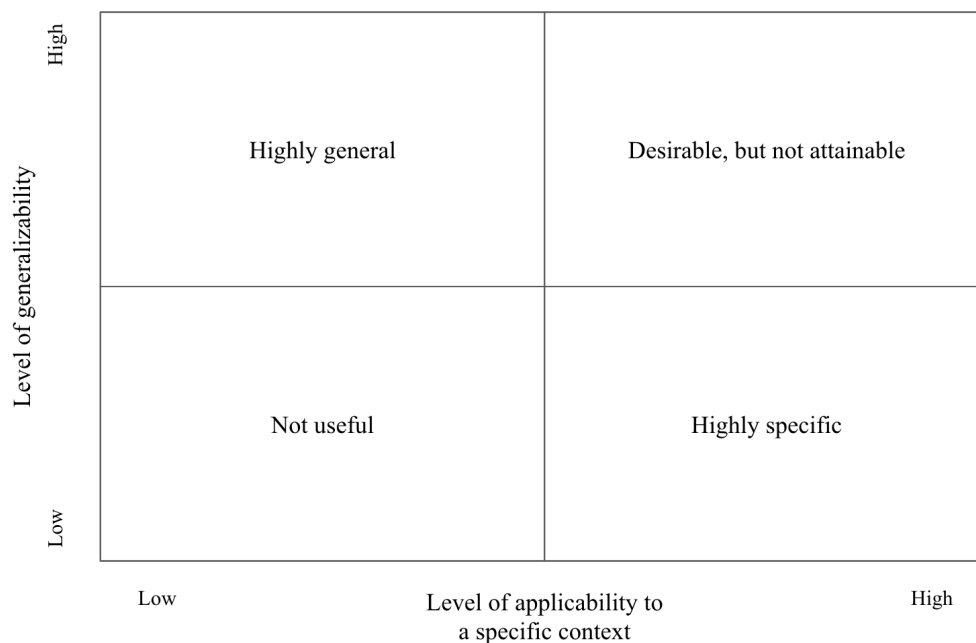 High
Highly general
Desirable, but not attainable
Level of generalizability
Not useful
Highly specific
Low
Low
Level of applicability to
a specific context
High